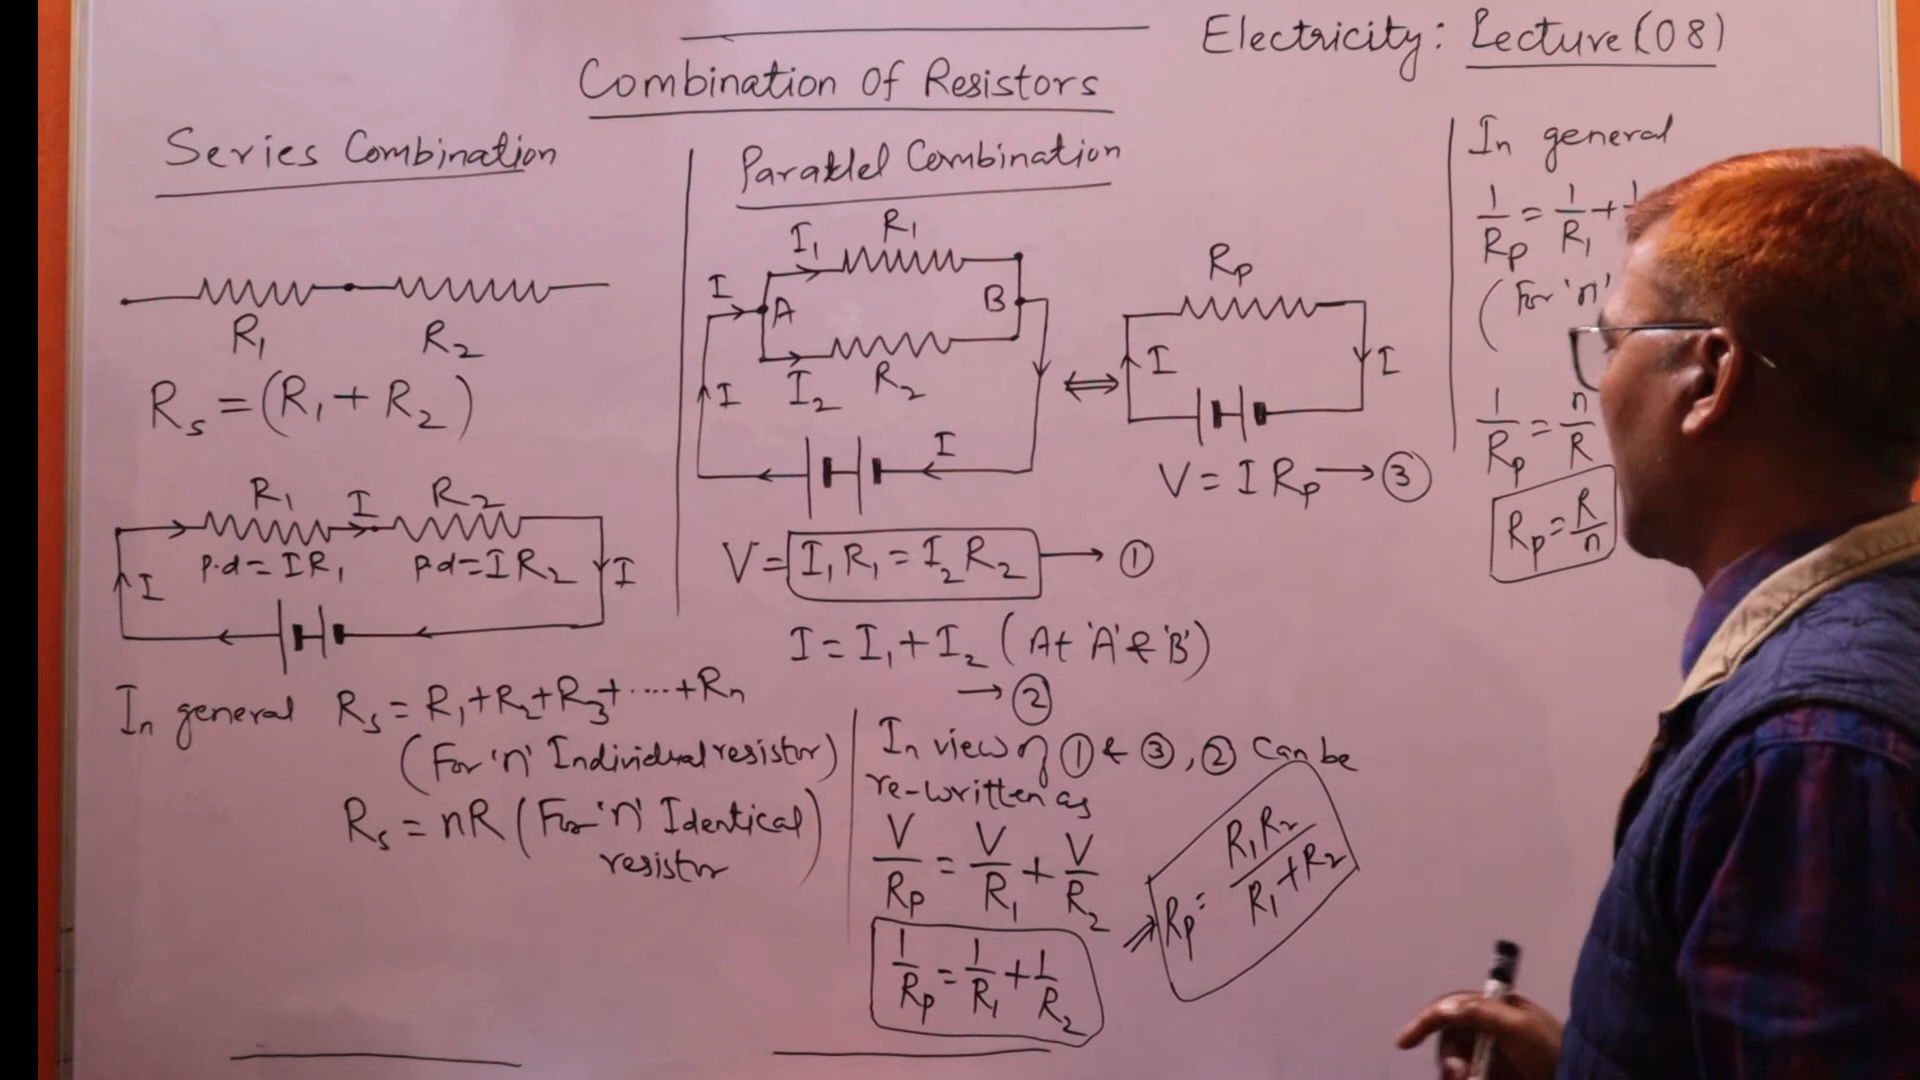 Electricity: Lecture (08)
Combination Of Resistors
Series Combination
R₁
R₂
Rs = (R₁ + R₂)
R₁ I R₂
p.d = IR₁ p.d = IR₂
I
I
In general Rs = R₁ + R₂ + R₃ + ..... + Rn
(For 'n' Individual resistor)
Rs = nR (For 'n' Identical
resistor)
Parallel Combination
I₁ R₁
I
A
B
I
I₂ R₂
I
⇔
Rp
I
I
V = I Rp → ③
V = I₁R₁ = I₂R₂ → ①
I = I₁ + I₂ (At 'A' & 'B')
→ ②
In view of ① & ③, ② Can be
re-written as
V/Rp = V/R₁ + V/R₂
1/Rp = 1/R₁ + 1/R₂
⇒ Rp = R₁R₂/R₁+R₂
In general
1/Rp = 1/R₁ +
(For 'n'
1/Rp = n/R
Rp = R/n